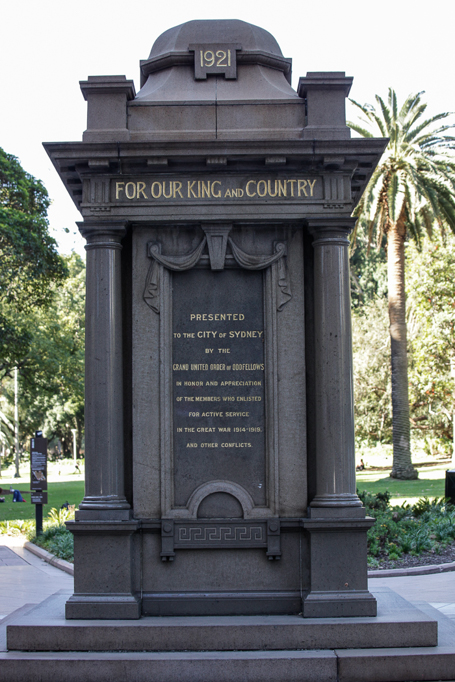 1921
FOR OUR KING AND COUNTRY
PRESENTED
TO THE CITY OF SYDNEY
BY THE
GRAND UNITED ORDER OF ODDFELLOWS
IN HONOR AND APPRECIATION
OF THE MEMBERS WHO ENLISTED
FOR ACTIVE SERVICE
IN THE GREAT WAR 1914-1919.
AND OTHER CONFLICTS.